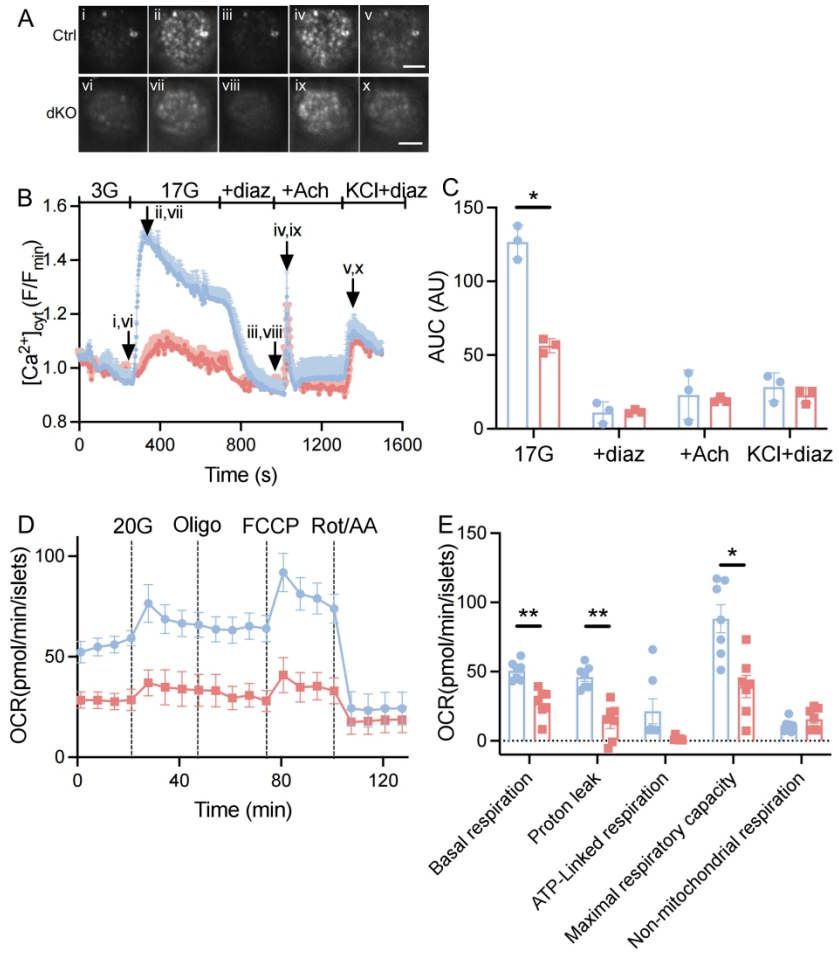 A
Ctrl
i
ii
iii
iv
v
dKO
vi
vii
viii
ix
x
B
3G
17G
+diaz
+Ach
KCl+diaz
[Ca2+]cyt (F/Fmin)
1.6
1.4
1.2
1.0
0.8
i,vi
ii,vii
iii,viii
iv,ix
v,x
0
400
800
1200
1600
Time (s)
C
AUC (AU)
150
100
50
0
*
17G
+diaz
+Ach
KCl+diaz
D
20G
Oligo
FCCP
Rot/AA
OCR(pmol/min/islets)
100
50
0
0
40
80
120
Time (min)
E
OCR(pmol/min/islets)
150
100
50
0
**
**
*
Basal respiration
Proton leak
ATP-Linked respiration
Maximal respiratory capacity
Non-mitochondrial respiration